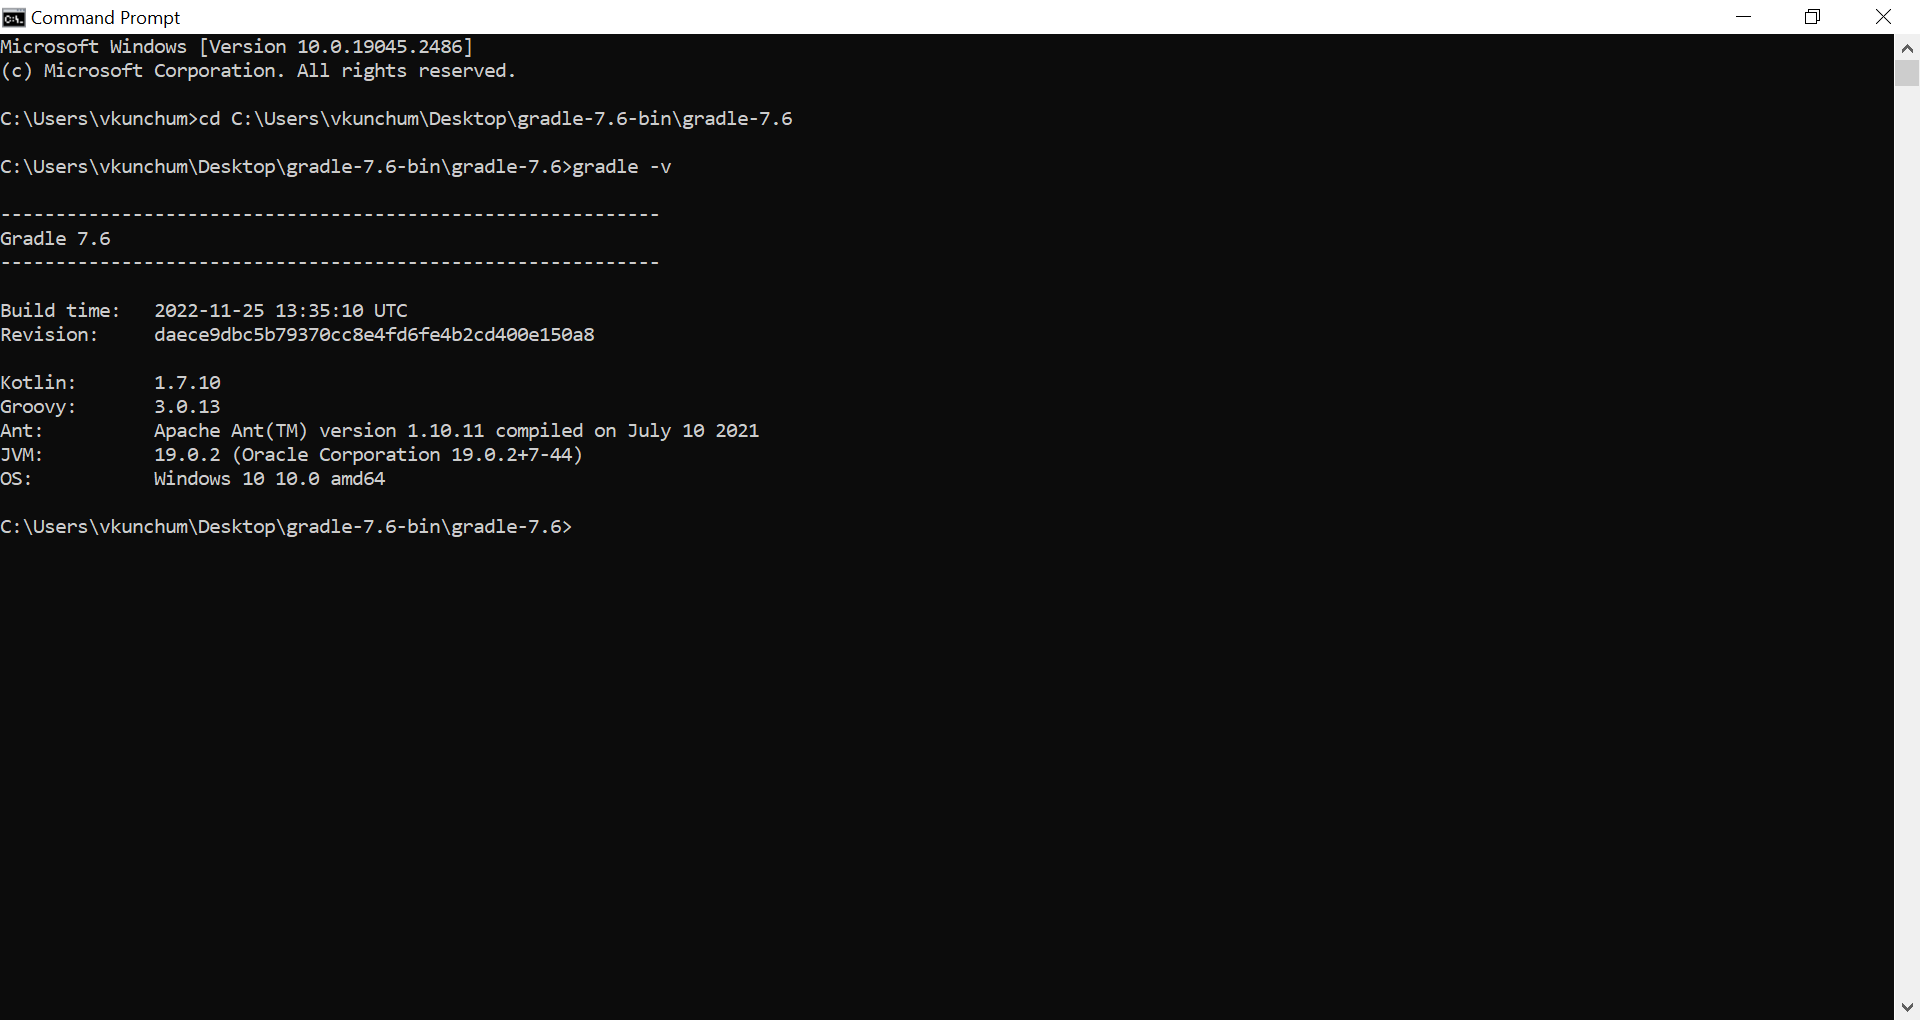 Command Prompt
Microsoft Windows [Version 10.0.19045.2486]
(c) Microsoft Corporation. All rights reserved.
C:\Users\vkunchum>cd C:\Users\vkunchum\Desktop\gradle-7.6-bin\gradle-7.6
C:\Users\vkunchum\Desktop\gradle-7.6-bin\gradle-7.6>gradle -v
------------------------------------------------------------
Gradle 7.6
------------------------------------------------------------
Build time:   2022-11-25 13:35:10 UTC
Revision:     daece9dbc5b79370cc8e4fd6fe4b2cd400e150a8
Kotlin:       1.7.10
Groovy:       3.0.13
Ant:          Apache Ant(TM) version 1.10.11 compiled on July 10 2021
JVM:          19.0.2 (Oracle Corporation 19.0.2+7-44)
OS:           Windows 10 10.0 amd64
C:\Users\vkunchum\Desktop\gradle-7.6-bin\gradle-7.6>